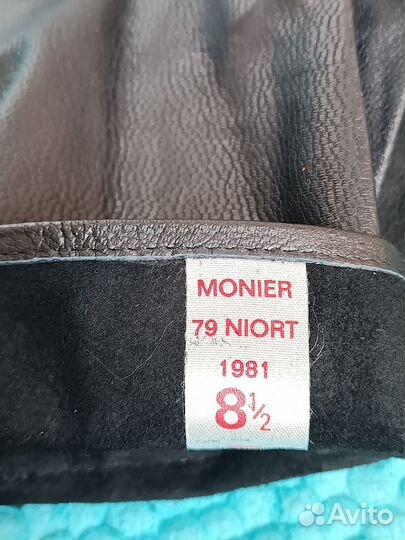 MONIER
79 NIORT
1981
8½
Avito